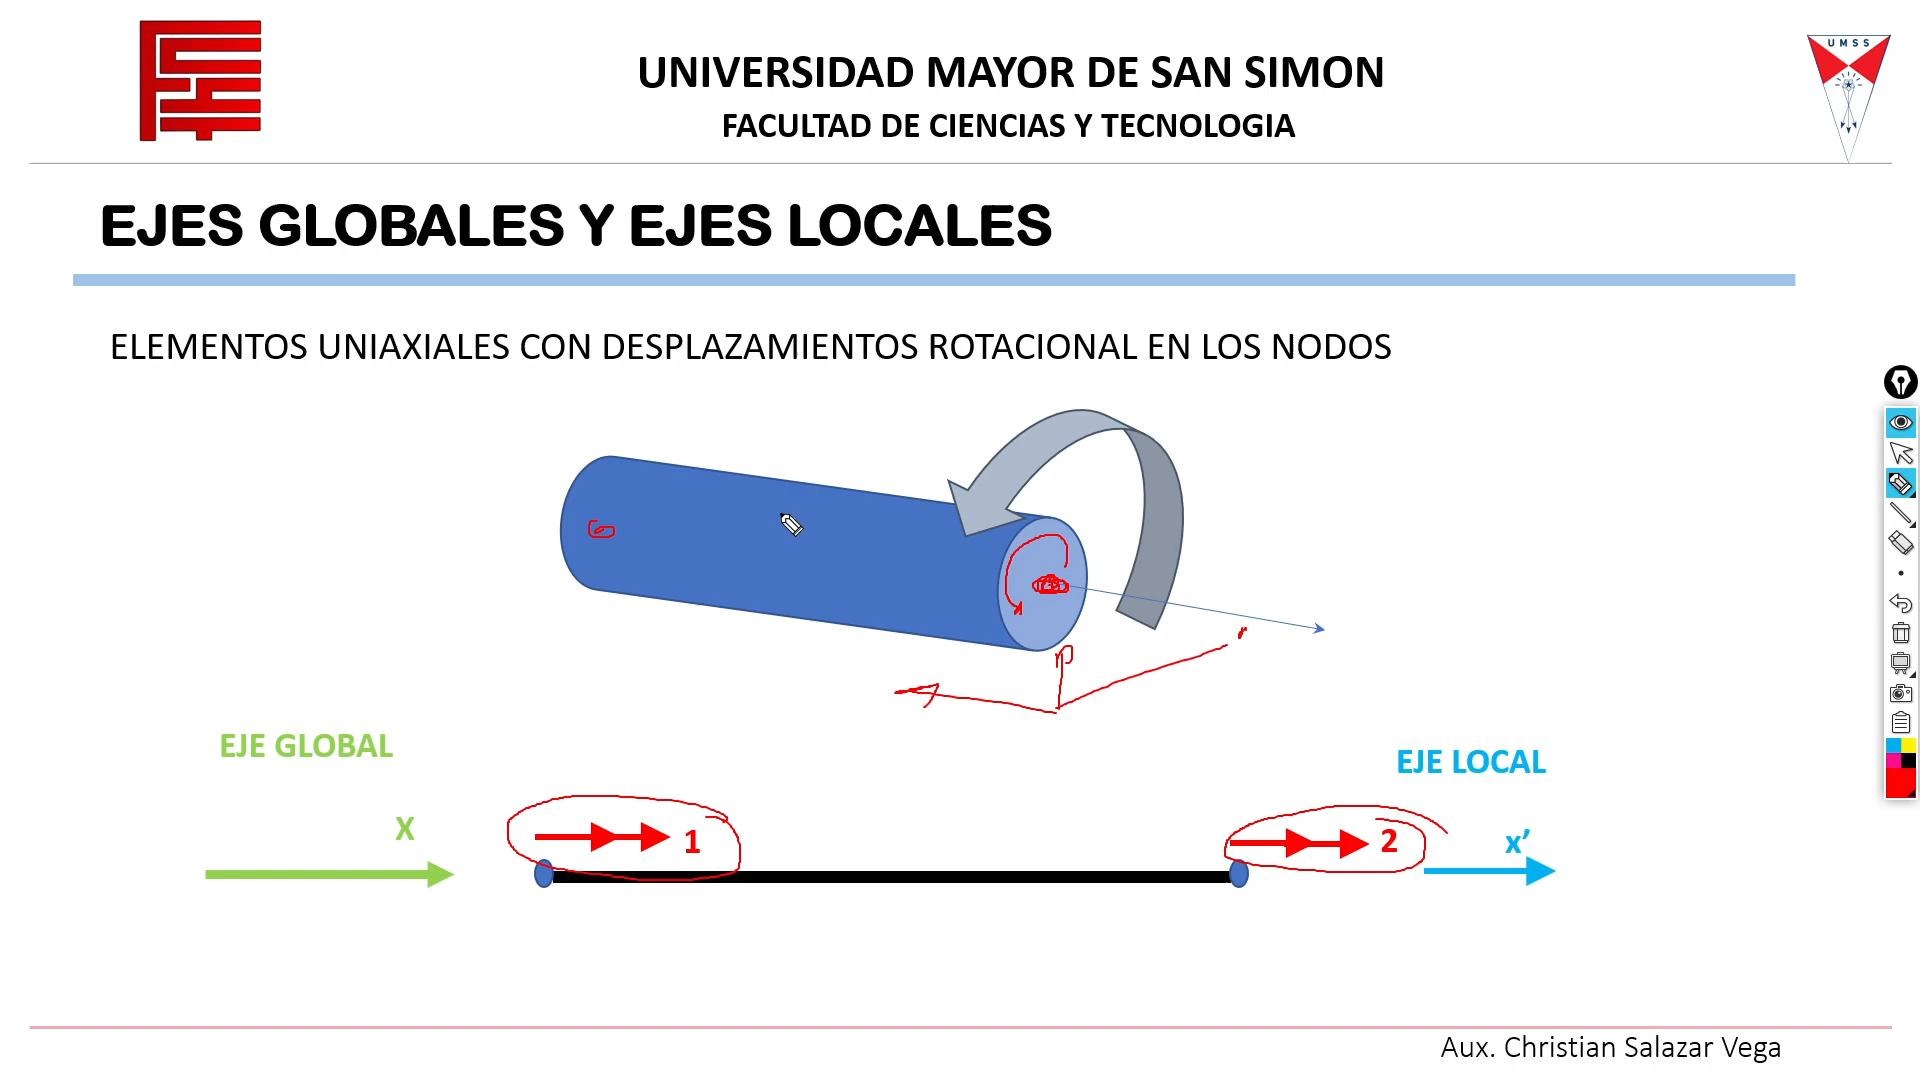 UMSS
UNIVERSIDAD MAYOR DE SAN SIMON
FACULTAD DE CIENCIAS Y TECNOLOGIA
EJES GLOBALES Y EJES LOCALES
ELEMENTOS UNIAXIALES CON DESPLAZAMIENTOS ROTACIONAL EN LOS NODOS
EJE GLOBAL
EJE LOCAL
X
1
2
x’
Aux. Christian Salazar Vega